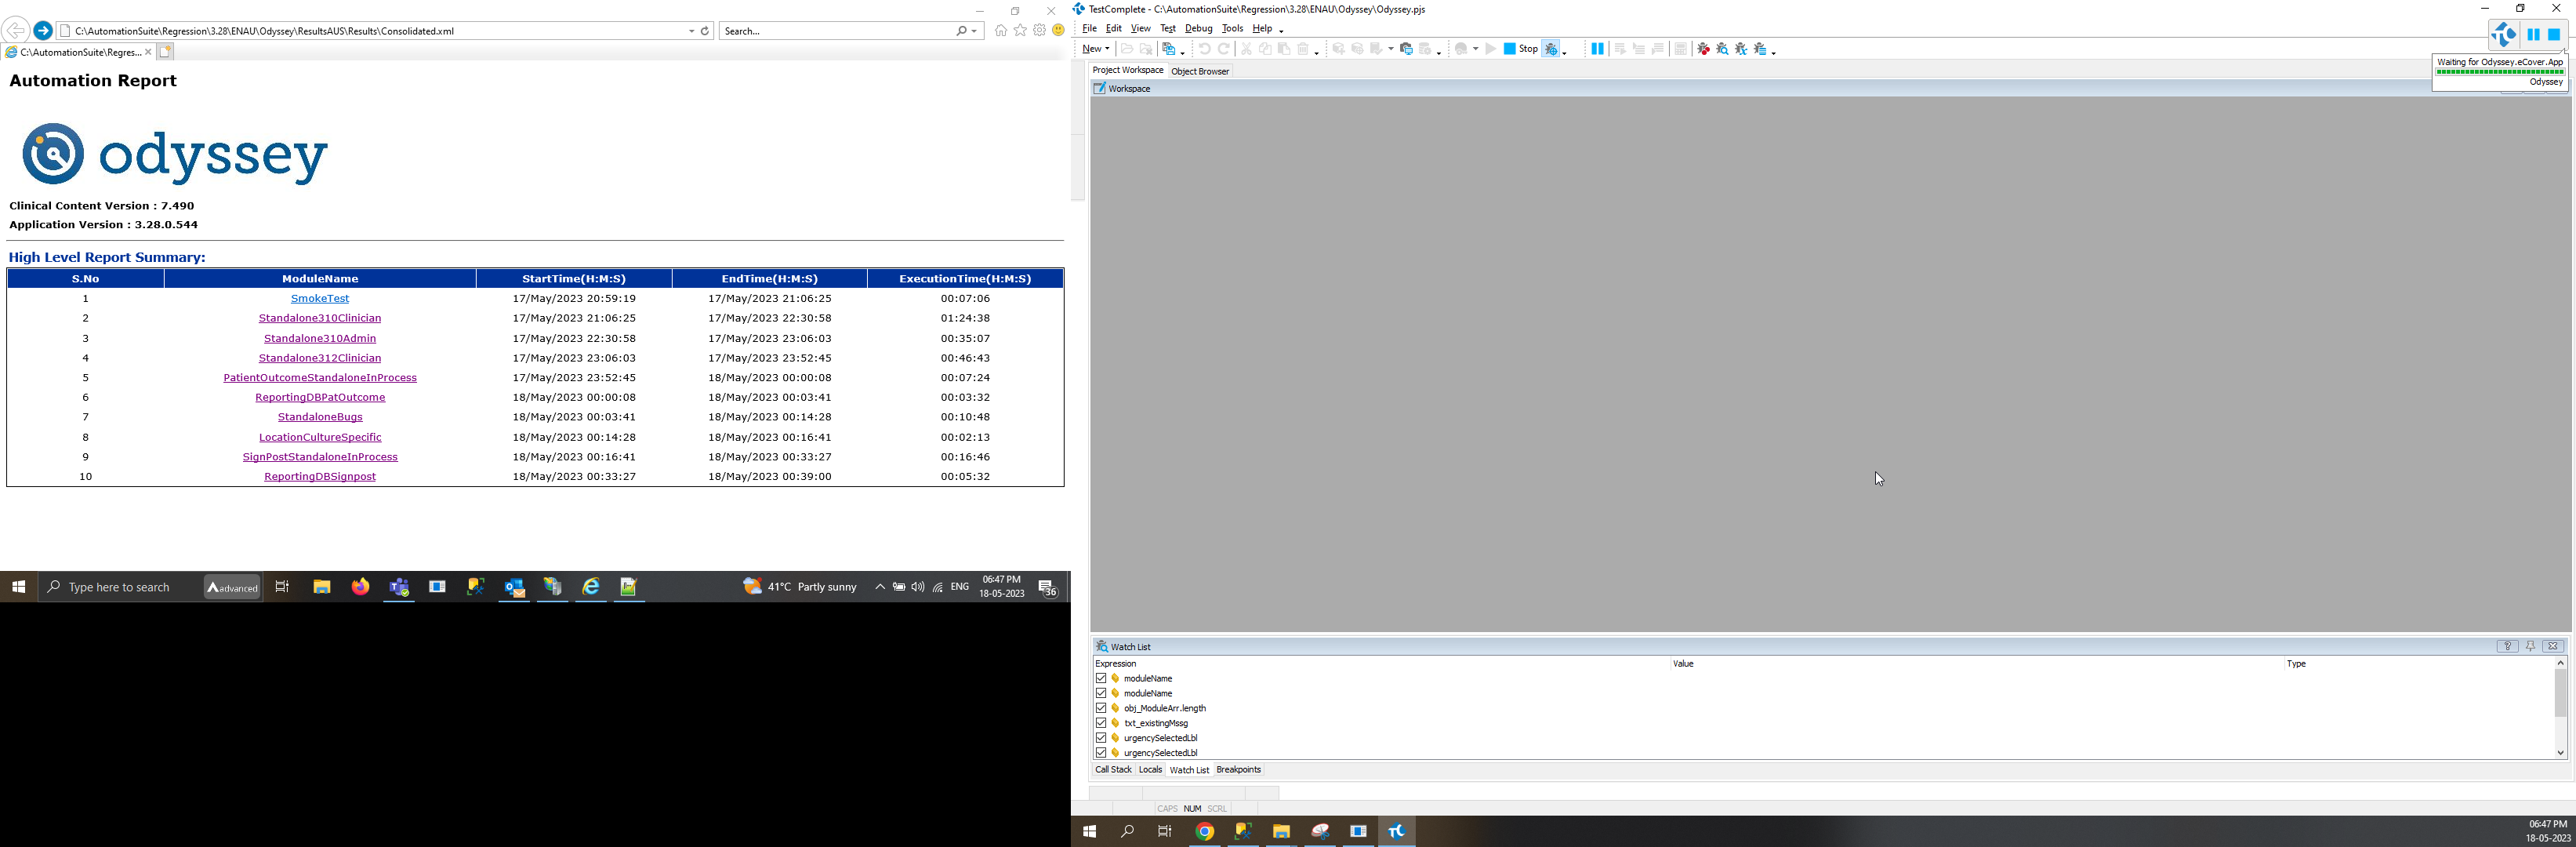 C:\AutomationSuite\Regression\3.28\ENAU\Odyssey\ResultsAUS\Results\Consolidated.xml
Search...
C:\AutomationSuite\Regres...
Automation Report
odyssey
Clinical Content Version : 7.490
Application Version : 3.28.0.544
High Level Report Summary:
S.No ModuleName StartTime(H:M:S) EndTime(H:M:S) ExecutionTime(H:M:S)
1 SmokeTest 17/May/2023 20:59:19 17/May/2023 21:06:25 00:07:06
2 Standalone310Clinician 17/May/2023 21:06:25 17/May/2023 22:30:58 01:24:38
3 Standalone310Admin 17/May/2023 22:30:58 17/May/2023 23:06:03 00:35:07
4 Standalone312Clinician 17/May/2023 23:06:03 17/May/2023 23:52:45 00:46:43
5 PatientOutcomeStandaloneInProcess 17/May/2023 23:52:45 18/May/2023 00:00:08 00:07:24
6 ReportingDBPatOutcome 18/May/2023 00:00:08 18/May/2023 00:03:41 00:03:32
7 StandaloneBugs 18/May/2023 00:03:41 18/May/2023 00:14:28 00:10:48
8 LocationCultureSpecific 18/May/2023 00:14:28 18/May/2023 00:16:41 00:02:13
9 SignPostStandaloneInProcess 18/May/2023 00:16:41 18/May/2023 00:33:27 00:16:46
10 ReportingDBSignpost 18/May/2023 00:33:27 18/May/2023 00:39:00 00:05:32
Type here to search
advanced
41°C Partly sunny
ENG
06:47 PM
18-05-2023
36
TestComplete - C:\AutomationSuite\Regression\3.28\ENAU\Odyssey\Odyssey.pjs
File Edit View Test Debug Tools Help
New
Stop
Waiting for Odyssey.eCover.App
Odyssey
Project Workspace Object Browser
Workspace
Watch List
Expression Value Type
moduleName
moduleName
obj_ModuleArr.length
txt_existingMssg
urgencySelectedLbl
urgencySelectedLbl
Call Stack Locals Watch List Breakpoints
CAPS NUM SCRL
06:47 PM
18-05-2023